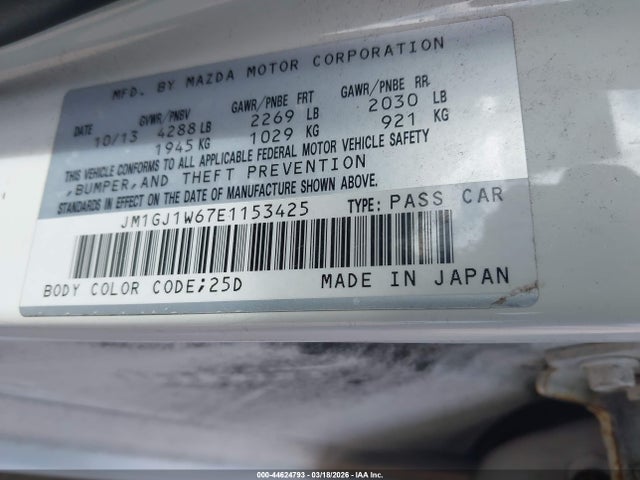 MFD. BY MAZDA MOTOR CORPORATION
DATE GVWR/PNBV GAWR/PNBE FRT GAWR/PNBE RR
10/13 4288 LB 2269 LB 2030 LB
1945 KG 1029 KG 921 KG
THIS VEHICLE CONFORMS TO ALL APPLICABLE FEDERAL MOTOR VEHICLE SAFETY
,BUMPER,AND THEFT PREVENTION
STANDARDS IN EFFECT ON THE DATE OF MANUFACTURE SHOWN ABOVE.
JM1GJ1W67E1153425 TYPE: PASS CAR
BODY COLOR CODE;25D MADE IN JAPAN
000-44624793 - 03/18/2026 - IAA Inc.